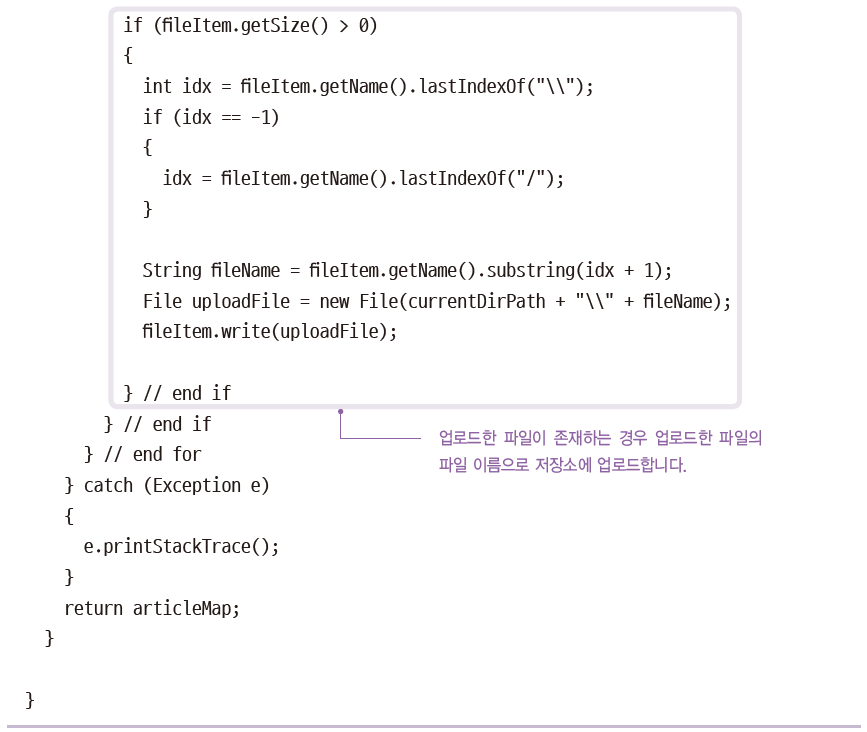 if (fileItem.getSize() > 0)
{
int idx = fileItem.getName().lastIndexOf("\\");
if (idx == -1)
{
idx = fileItem.getName().lastIndexOf("/");
}
String fileName = fileItem.getName().substring(idx + 1);
File uploadFile = new File(currentDirPath + "\\" + fileName);
fileItem.write(uploadFile);
} // end if
} // end if
업로드한 파일이 존재하는 경우 업로드한 파일의
파일 이름으로 저장소에 업로드합니다.
} // end for
} catch (Exception e)
{
e.printStackTrace();
}
return articleMap;
}
}